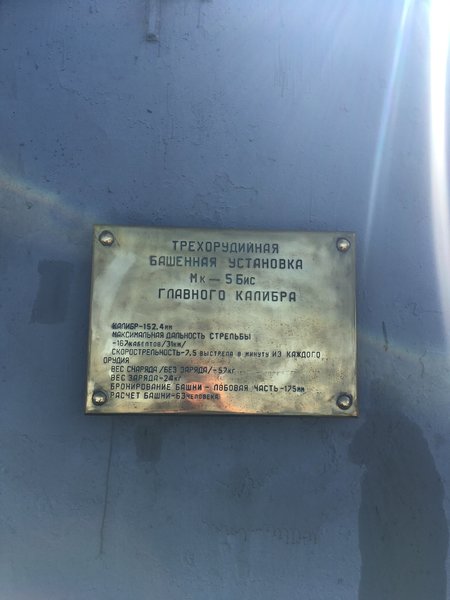 ТРЕХОРУДИЙНАЯ
БАШЕННАЯ УСТАНОВКА
Мк — 5 Бис
ГЛАВНОГО КАЛИБРА
КАЛИБР-152.4мм
МАКСИМАЛЬНАЯ ДАЛЬНОСТЬ СТРЕЛЬБЫ
-167кабелтов/31км/
СКОРОСТРЕЛЬНОСТЬ-7.5 выстрела в минуту ИЗ КАЖДОГО
ОРУДИЯ
ВЕС СНАРЯДА /БЕЗ ЗАРЯДА/-57кг
ВЕС ЗАРЯДА-24кг
БРОНИРОВАНИЕ БАШНИ - ЛОБОВАЯ ЧАСТЬ -175мм
РАСЧЕТ БАШНИ-63человека